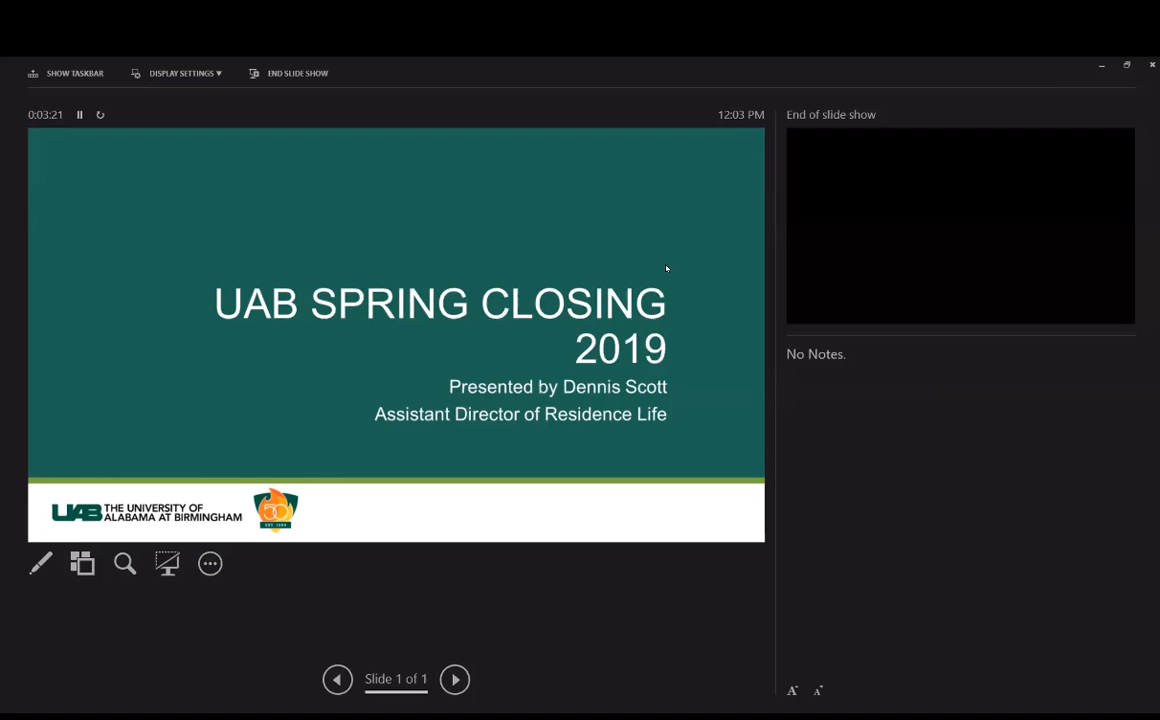 SHOW TASKBAR
DISPLAY SETTINGS ▼
END SLIDE SHOW
0:03:21
12:03 PM
End of slide show
UAB SPRING CLOSING
2019
Presented by Dennis Scott
Assistant Director of Residence Life
UAB THE UNIVERSITY OF
ALABAMA AT BIRMINGHAM
50
No Notes.
Slide 1 of 1
A A